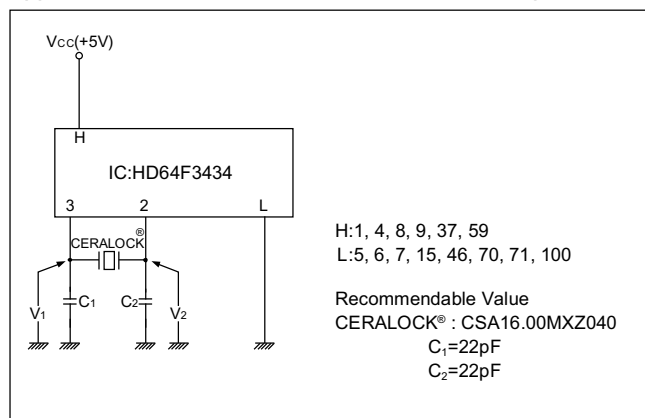 VCC(+5V)
H
IC:HD64F3434
3 2 L
CERALOCK®
V1 C1 C2 V2
H:1, 4, 8, 9, 37, 59
L:5, 6, 7, 15, 46, 70, 71, 100
Recommendable Value
CERALOCK® : CSA16.00MXZ040
C1=22pF
C2=22pF